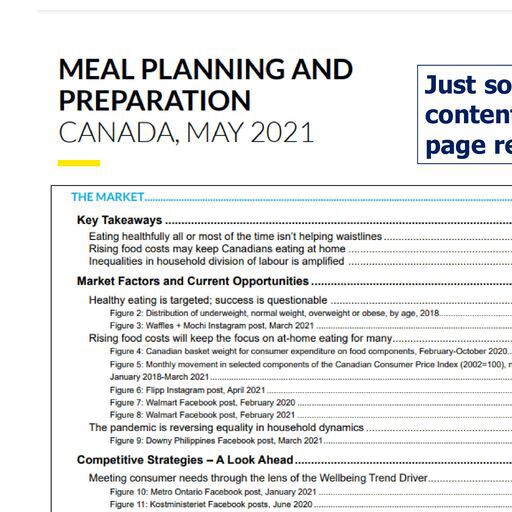 MEAL PLANNING AND
PREPARATION
CANADA, MAY 2021
Just so
conten
page re
THE MARKET
Key Takeaways
Eating healthfully all or most of the time isn't helping waistlines
Rising food costs may keep Canadians eating at home
Inequalities in household division of labour is amplified
Market Factors and Current Opportunities
Healthy eating is targeted; success is questionable
Figure 2: Distribution of underweight, normal weight, overweight or obese, by age, 2018
Figure 3: Waffles + Mochi Instagram post, March 2021
Rising food costs will keep the focus on at-home eating for many
Figure 4: Canadian basket weight for consumer expenditure on food components, February-October 2020
Figure 5: Monthly movement in selected components of the Canadian Consumer Price Index (2002=100),
January 2018-March 2021
Figure 6: Flipp Instagram post, April 2021
Figure 7: Walmart Facebook post, February 2020
Figure 8: Walmart Facebook post, February 2021
The pandemic is reversing equality in household dynamics
Figure 9: Downy Philippines Facebook post, March 2021
Competitive Strategies – A Look Ahead
Meeting consumer needs through the lens of the Wellbeing Trend Driver
Figure 10: Metro Ontario Facebook post, January 2021
Figure 11: Kostministeriet Facebook posts, June 2020